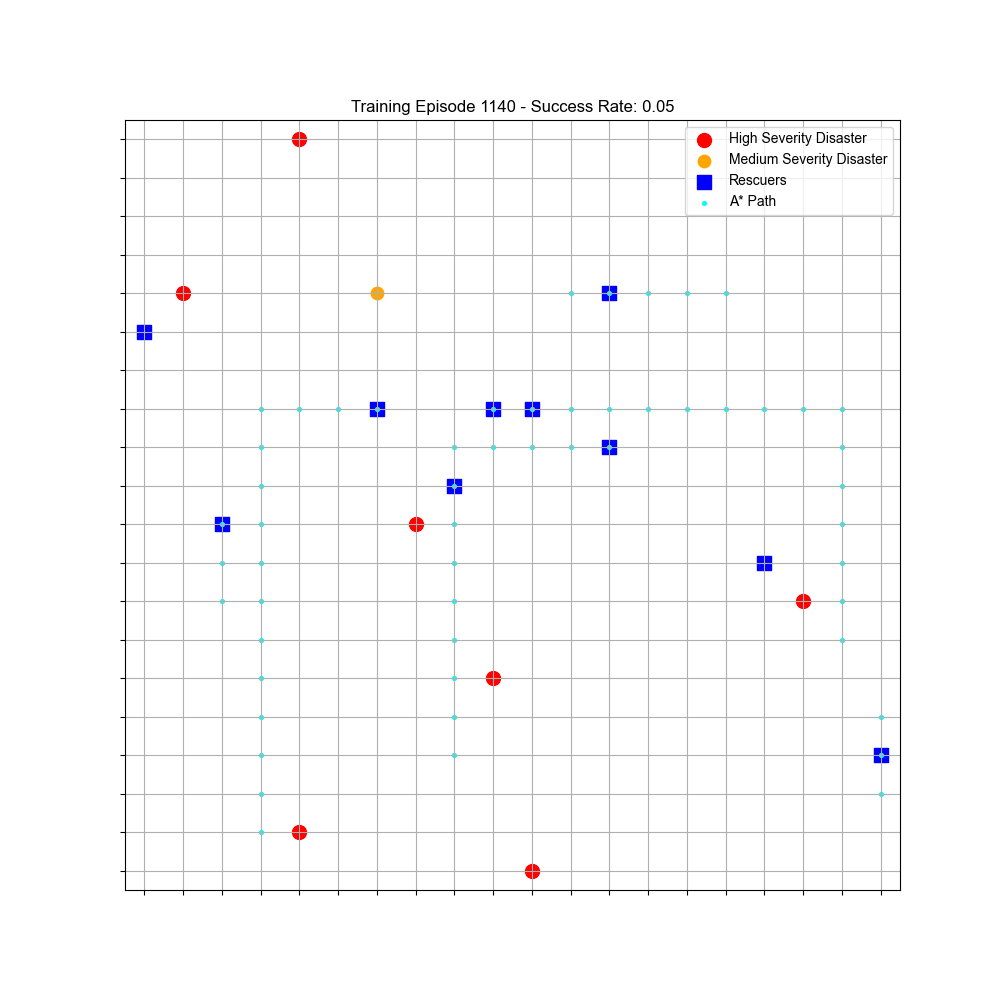 Training Episode 1140 - Success Rate: 0.05
High Severity Disaster
Medium Severity Disaster
Rescuers
A* Path